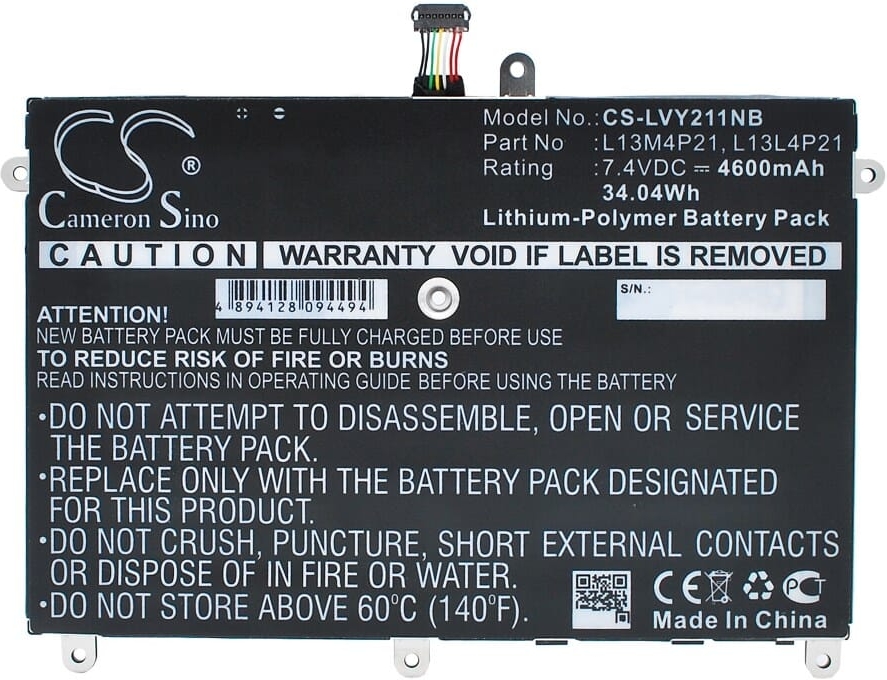 CS®
Cameron Sino
Model No.:CS-LVY211NB
Part No :L13M4P21, L13L4P21
Rating :7.4VDC ⎓ 4600mAh
34.04Wh
Lithium-Polymer Battery Pack
CAUTION WARRANTY VOID IF LABEL IS REMOVED
4 894128 094494
S/N.:
ATTENTION!
NEW BATTERY PACK MUST BE FULLY CHARGED BEFORE USE
TO REDUCE RISK OF FIRE OR BURNS
READ INSTRUCTIONS IN OPERATING GUIDE BEFORE USING THE BATTERY
•DO NOT ATTEMPT TO DISASSEMBLE, OPEN OR SERVICE
THE BATTERY PACK.
•REPLACE ONLY WITH THE BATTERY PACK DESIGNATED
FOR THIS PRODUCT.
•DO NOT CRUSH, PUNCTURE, SHORT EXTERNAL CONTACTS
OR DISPOSE OF IN FIRE OR WATER.
•DO NOT STORE ABOVE 60°C (140°F).
CE PCT
Made In China